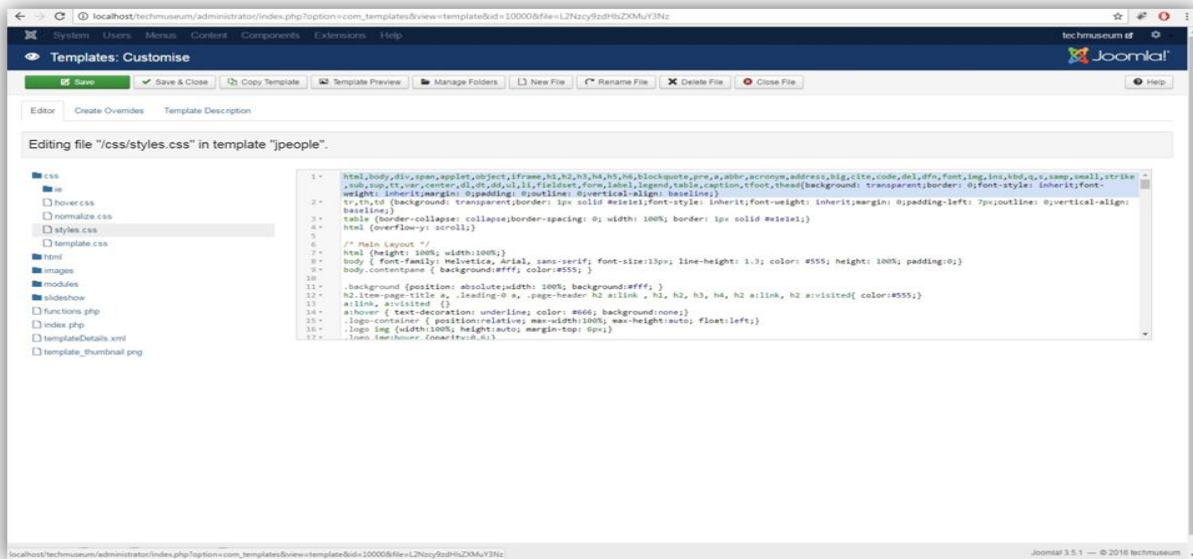 localhost/techmuseum/administrator/index.php?option=com_templates&view=template&id=10000&file=L2Nzcy9zdHlsZXMuY3Nz
System Users Menus Content Components Extensions Help techmuseum
Templates: Customise Joomla!
Save Save & Close Copy Template Template Preview Manage Folders New File Rename File Delete File Close File Help
Editor Create Overrides Template Description
Editing file "/css/styles.css" in template "jpeople".
css
ie
hover.css
normalize.css
styles.css
template.css
html
images
modules
slideshow
functions.php
index.php
templateDetails.xml
template_thumbnail.png
1 html,body,div,span,applet,object,iframe,h1,h2,h3,h4,h5,h6,blockquote,pre,a,abbr,acronym,address,big,cite,code,del,dfn,font,img,ins,kbd,q,s,samp,small,strike
,sub,sup,tt,var,center,dl,dt,dd,ul,li,fieldset,form,label,legend,table,caption,tfoot,thead{background: transparent;border: 0;font-style: inherit;font-
weight: inherit;margin: 0;padding: 0;outline: 0;vertical-align: baseline;}
2 tr,th,td {background: transparent;border: 1px solid #e1e1e1;font-style: inherit;font-weight: inherit;margin: 0;padding-left: 7px;outline: 0;vertical-align:
baseline;}
3 table {border-collapse: collapse;border-spacing: 0; width: 100%; border: 1px solid #e1e1e1;}
4 html {overflow-y: scroll;}
5
6 /* Main Layout */
7 html {height: 100%; width:100%;}
8 body { font-family: Helvetica, Arial, sans-serif; font-size:13px; line-height: 1.3; color: #555; height: 100%; padding:0;}
9 body.contentpane { background:#fff; color:#555; }
10
11 .background {position: absolute;width: 100%; background:#fff; }
12 h2.item-page-title a, .leading-0 a, .page-header h2 a:link , h1, h2, h3, h4, h2 a:link, h2 a:visited{ color:#555;}
13 a:link, a:visited {}
14 a:hover { text-decoration: underline; color: #666; background:none;}
15 .logo-container { position:relative; max-width:100%; max-height:auto; float:left;}
16 .logo img {width:100%; height:auto; margin-top: 6px;}
17 .logo img:hover {opacity:0.6;}
localhost/techmuseum/administrator/index.php?option=com_templates&view=template&id=10000&file=L2Nzcy9zdHlsZXMuY3Nz
Joomla! 3.5.1 — © 2016 techmuseum